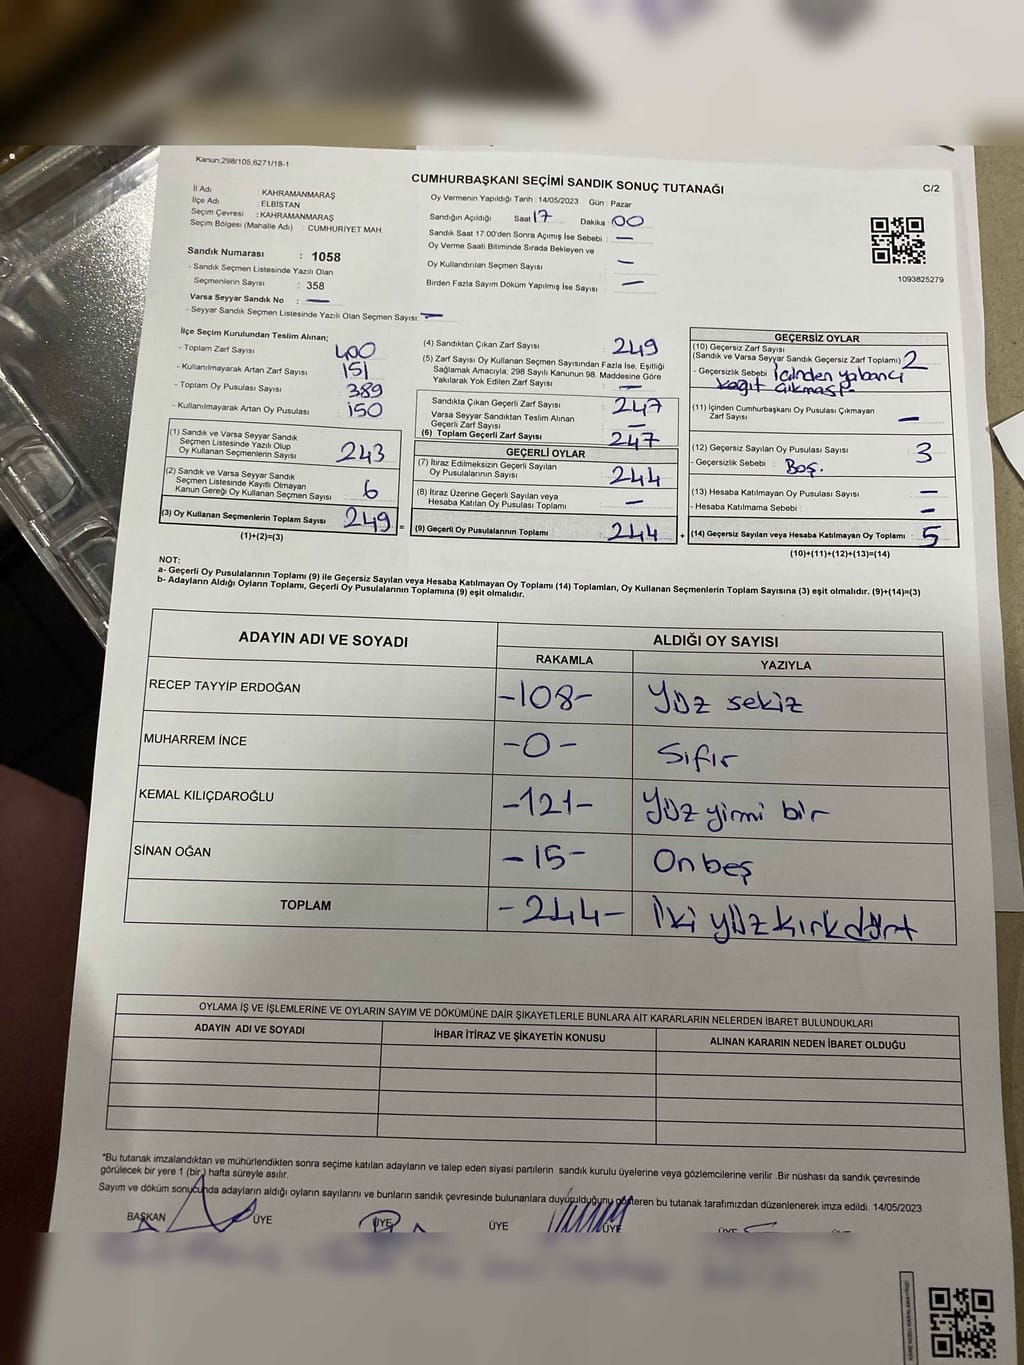 Kanun:298/105,6271/18-1
CUMHURBAŞKANI SEÇİMİ SANDIK SONUÇ TUTANAĞI
C/2
İl Adı : KAHRAMANMARAŞ
İlçe Adı : ELBİSTAN
Seçim Çevresi : KAHRAMANMARAŞ
Seçim Bölgesi (Mahalle Adı) : CUMHURİYET MAH
Sandık Numarası : 1058
- Sandık Seçmen Listesinde Yazılı Olan
Seçmenlerin Sayısı : 358
Varsa Seyyar Sandık No : —
- Seyyar Sandık Seçmen Listesinde Yazılı Olan Seçmen Sayısı: —
Oy Vermenin Yapıldığı Tarih : 14/05/2023 Gün : Pazar
Sandığın Açıldığı Saat 17 Dakika : 00
Sandık Saat 17:00'den Sonra Açımış İse Sebebi : —
Oy Verme Saati Bitiminde Sırada Bekleyen ve
Oy Kullandırılan Seçmen Sayısı : —
Birden Fazla Sayım Döküm Yapılmış İse Sayısı : —
1093825279
İlçe Seçim Kurulundan Teslim Alınan;
- Toplam Zarf Sayısı : 400
- Kullanılmayarak Artan Zarf Sayısı : 151
- Toplam Oy Pusulası Sayısı : 389
- Kullanılmayarak Artan Oy Pusulası : 150
(1) Sandık ve Varsa Seyyar Sandık
Seçmen Listesinde Yazılı Olup
Oy Kullanan Seçmenlerin Sayısı : 243
(2) Sandık ve Varsa Seyyar Sandık
Seçmen Listesinde Kayıtlı Olmayan
Kanun Gereği Oy Kullanan Seçmen Sayısı : 6
(3) Oy Kullanan Seçmenlerin Toplam Sayısı : 249 =
(1)+(2)=(3)
(4) Sandıktan Çıkan Zarf Sayısı : 249
(5) Zarf Sayısı Oy Kullanan Seçmen Sayısından Fazla İse, Eşitliği
Sağlamak Amacıyla, 298 Sayılı Kanunun 98. Maddesine Göre
Yakılarak Yok Edilen Zarf Sayısı : —
Sandıkta Çıkan Geçerli Zarf Sayısı : 247
Varsa Seyyar Sandıktan Teslim Alınan
Geçerli Zarf Sayısı : —
(6) Toplam Geçerli Zarf Sayısı : 247
GEÇERLİ OYLAR
(7) İtiraz Edilmeksizin Geçerli Sayılan
Oy Pusulalarının Sayısı : 244
(8) İtiraz Üzerine Geçerli Sayılan veya
Hesaba Katılan Oy Pusulası Toplamı : —
(9) Geçerli Oy Pusulalarının Toplamı : 244 +
GEÇERSİZ OYLAR
(10) Geçersiz Zarf Sayısı
(Sandık ve Varsa Seyyar Sandık Geçersiz Zarf Toplamı) : 2
- Geçersizlik Sebebi : İçinden yabancı
kağıt çıkması
(11) İçinden Cumhurbaşkanı Oy Pusulası Çıkmayan
Zarf Sayısı : —
(12) Geçersiz Sayılan Oy Pusulası Sayısı : 3
- Geçersizlik Sebebi : Boş.
(13) Hesaba Katılmayan Oy Pusulası Sayısı : —
- Hesaba Katılmama Sebebi : —
(14) Geçersiz Sayılan veya Hesaba Katılmayan Oy Toplamı : 5
(10)+(11)+(12)+(13)=(14)
NOT:
a- Geçerli Oy Pusulalarının Toplamı (9) ile Geçersiz Sayılan veya Hesaba Katılmayan Oy Toplamı (14) Toplamları, Oy Kullanan Seçmenlerin Toplam Sayısına (3) eşit olmalıdır. (9)+(14)=(3)
b- Adayların Aldığı Oyların Toplamı, Geçerli Oy Pusulalarının Toplamına (9) eşit olmalıdır.
ADAYIN ADI VE SOYADI
ALDIĞI OY SAYISI
RAKAMLA YAZIYLA
RECEP TAYYİP ERDOĞAN -108- Yüz sekiz
MUHARREM İNCE -0- Sıfır
KEMAL KILIÇDAROĞLU -121- Yüz yirmi bir
SİNAN OĞAN -15- On beş
TOPLAM -244- İki yüz kırk dört
OYLAMA İŞ VE İŞLEMLERİNE VE OYLARIN SAYIM VE DÖKÜMÜNE DAİR ŞİKAYETLERLE BUNLARA AİT KARARLARIN NELERDEN İBARET BULUNDUKLARI
ADAYIN ADI VE SOYADI İHBAR İTİRAZ VE ŞİKAYETİN KONUSU ALINAN KARARIN NEDEN İBARET OLDUĞU
*Bu tutanak imzalandıktan ve mühürlendikten sonra seçime katılan adayların ve talep eden siyasi partilerin sandık kurulu üyelerine veya gözlemcilerine verilir .Bir nüshası da sandık çevresinde
görülecek bir yere 1 (bir ) hafta süreyle asılır.
Sayım ve döküm sonucunda adayların aldığı oyların sayılarını ve bunların sandık çevresinde bulunanlara duyurulduğunu gösteren bu tutanak tarafımızdan düzenlenerek imza edildi. 14/05/2023
BAŞKAN ÜYE ÜYE ÜYE ÜYE ÜYE